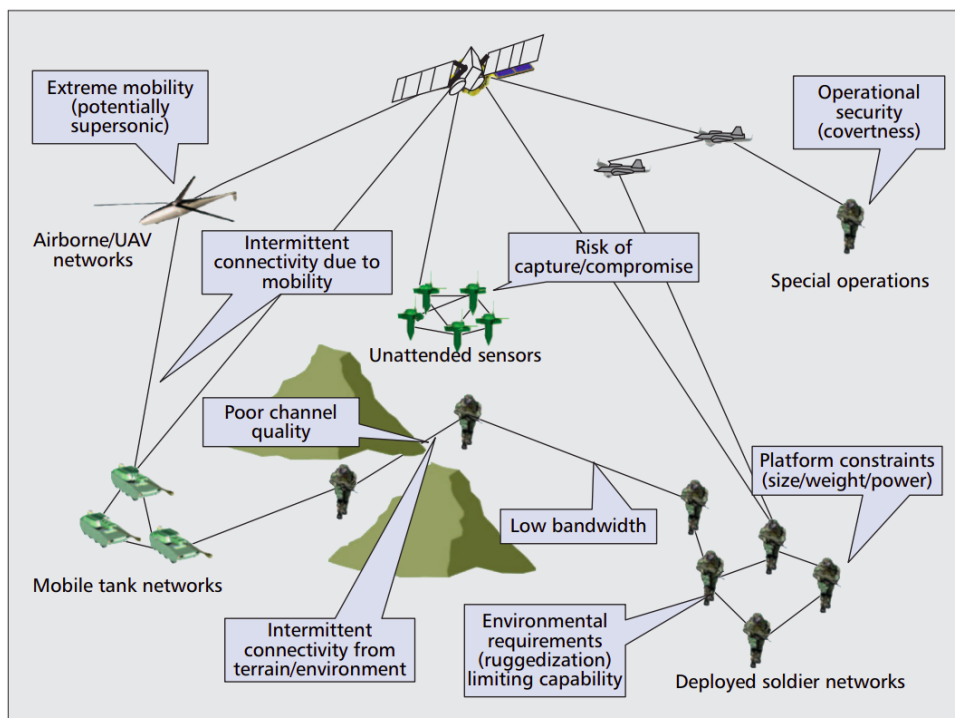 Extreme mobility
(potentially
supersonic)
Operational
security
(covertness)
Airborne/UAV
networks
Intermittent
connectivity due to
mobility
Risk of
capture/compromise
Special operations
Unattended sensors
Poor channel
quality
Platform constraints
(size/weight/power)
Low bandwidth
Mobile tank networks
Intermittent
connectivity from
terrain/environment
Environmental
requirements
(ruggedization)
limiting capability
Deployed soldier networks